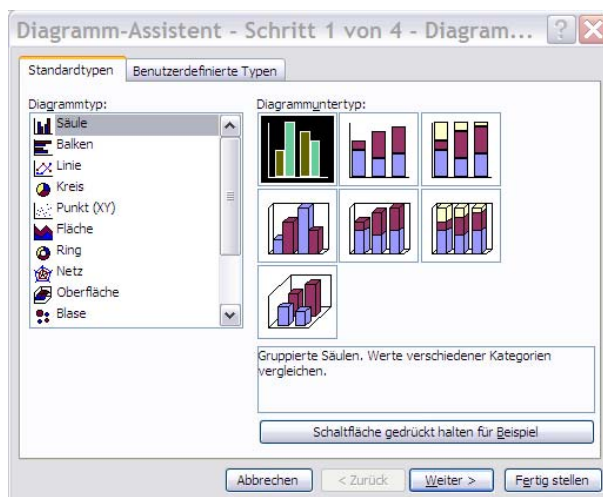 Diagramm-Assistent - Schritt 1 von 4 - Diagram...
Standardtypen
Benutzerdefinierte Typen
Diagrammtyp:
Säule
Balken
Linie
Kreis
Punkt (XY)
Fläche
Ring
Netz
Oberfläche
Blase
Diagrammuntertyp:
Gruppierte Säulen. Werte verschiedener Kategorien
vergleichen.
Schaltfläche gedrückt halten für Beispiel
Abbrechen
< Zurück
Weiter >
Fertig stellen